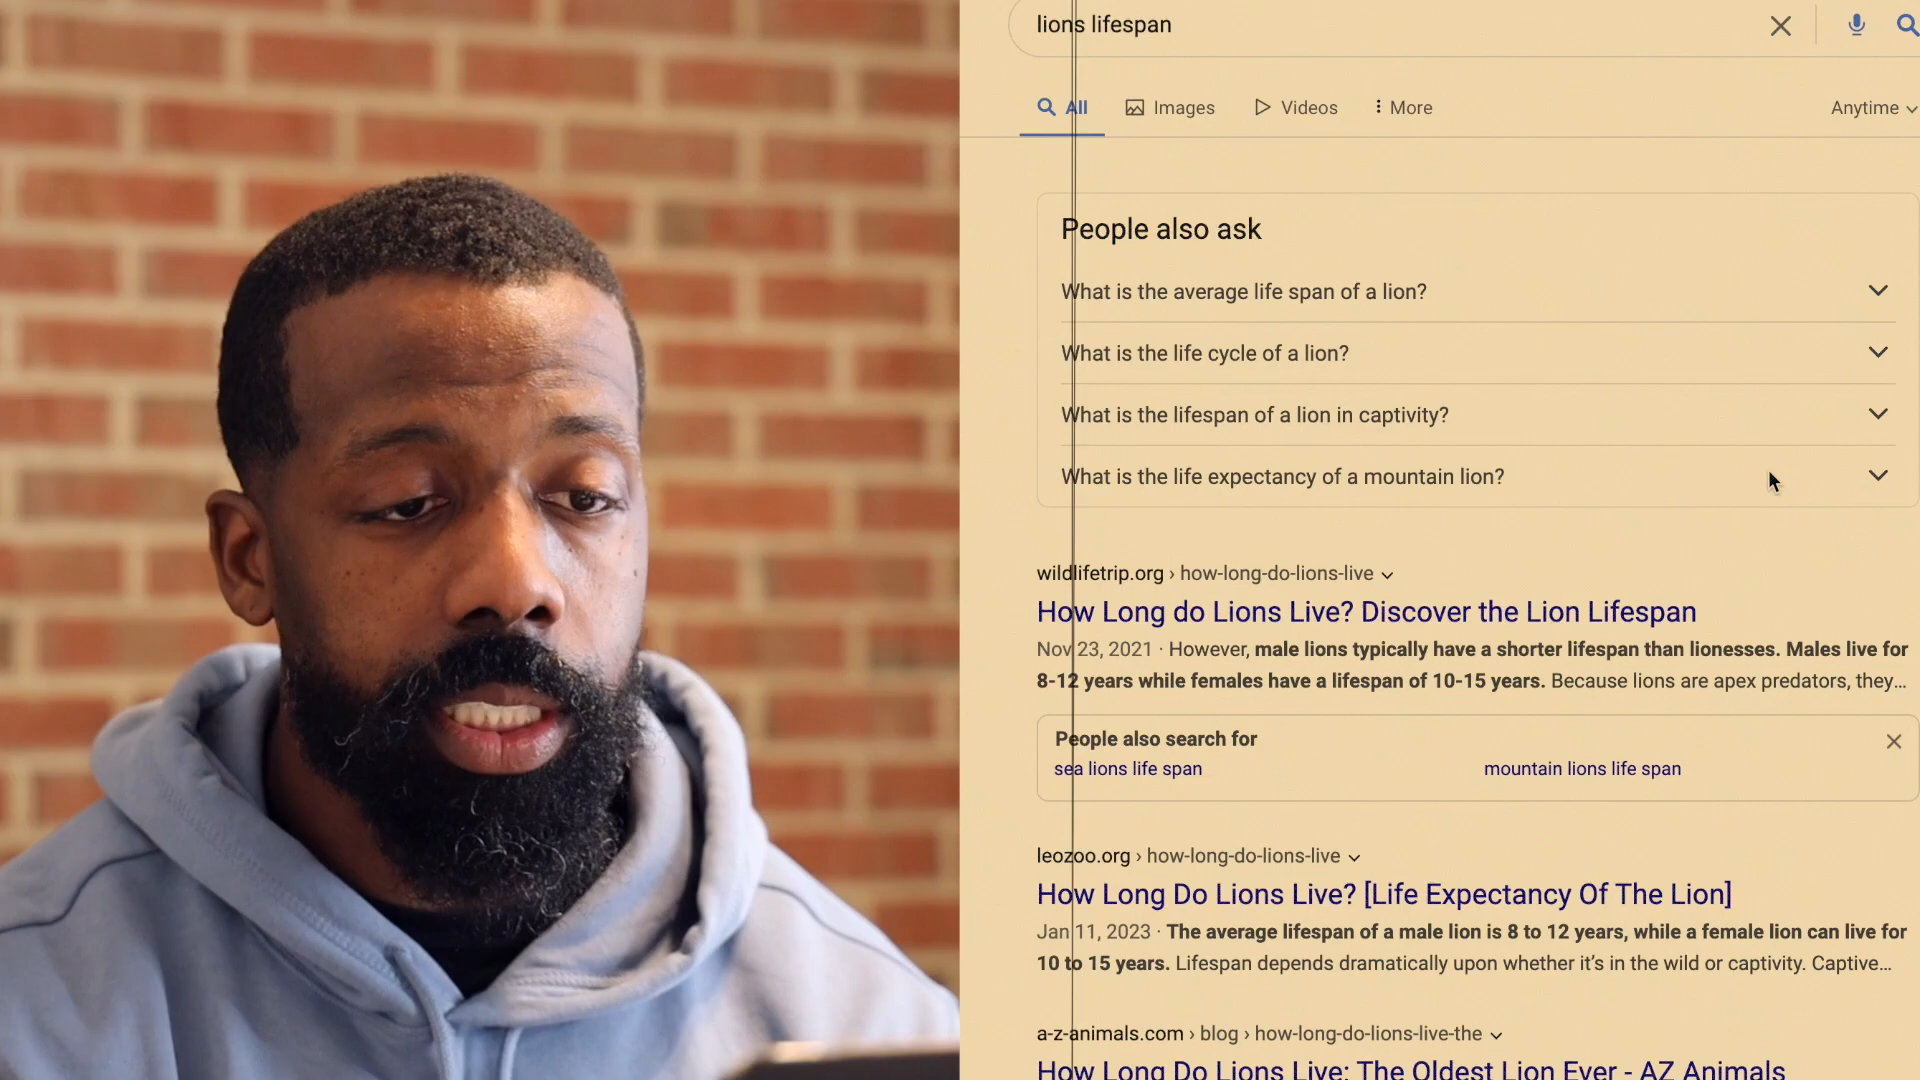 lions lifespan
All Images Videos More Anytime
People also ask
What is the average life span of a lion?
What is the life cycle of a lion?
What is the lifespan of a lion in captivity?
What is the life expectancy of a mountain lion?
wildlifetrip.org › how-long-do-lions-live
How Long do Lions Live? Discover the Lion Lifespan
Nov 23, 2021 · However, male lions typically have a shorter lifespan than lionesses. Males live for
8-12 years while females have a lifespan of 10-15 years. Because lions are apex predators, they...
People also search for
sea lions life span mountain lions life span
leozoo.org › how-long-do-lions-live
How Long Do Lions Live? [Life Expectancy Of The Lion]
Jan 11, 2023 · The average lifespan of a male lion is 8 to 12 years, while a female lion can live for
10 to 15 years. Lifespan depends dramatically upon whether it's in the wild or captivity. Captive...
a-z-animals.com › blog › how-long-do-lions-live-the
How Long Do Lions Live: The Oldest Lion Ever - AZ Animals